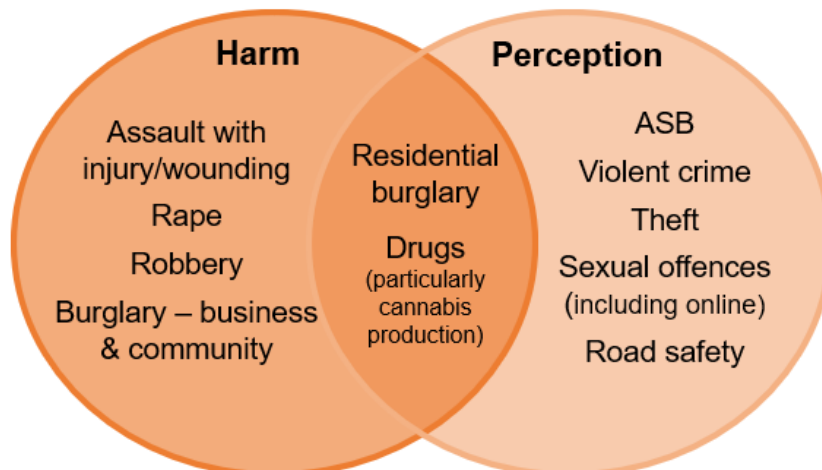 Harm
Assault with
injury/wounding
Rape
Robbery
Burglary – business
& community
Residential
burglary
Drugs
(particularly
cannabis
production)
Perception
ASB
Violent crime
Theft
Sexual offences
(including online)
Road safety